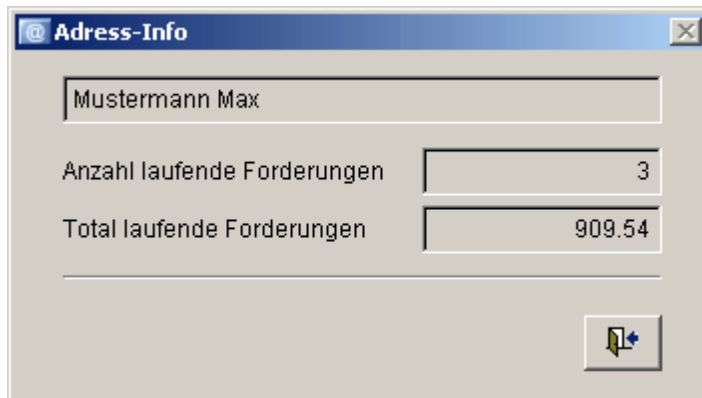 @ Adress-Info
Mustermann Max
Anzahl laufende Forderungen 3
Total laufende Forderungen 909.54